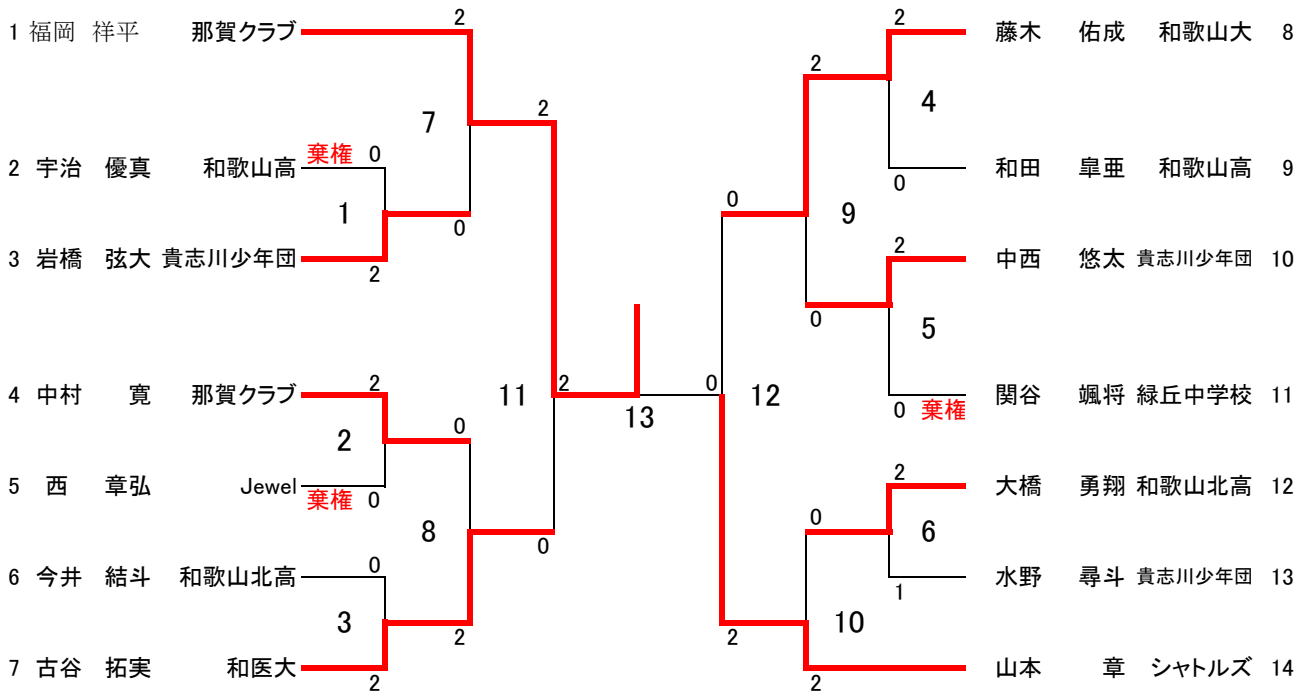 1 福岡 祥平 那賀クラブ
2
7
2
棄権 0
2 宇治 優真 和歌山高
1
0
3 岩橋 弦大 貴志川少年団
2
4 中村 寛 那賀クラブ
2
2
0
11
2
5 西 章弘 Jewel
棄権 0
8
0
6 今井 結斗 和歌山北高
0
3
2
7 古谷 拓実 和医大
2
13
2
藤木 佑成 和歌山大 8
2
4
和田 皐亜 和歌山高 9
0
0
9
2
中西 悠太 貴志川少年団 10
0
5
0
12
関谷 颯将 緑丘中学校 11
0 棄権
2
大橋 勇翔 和歌山北高 12
0
6
水野 尋斗 貴志川少年団 13
1
10
2
山本 章 シャトルズ 14
2